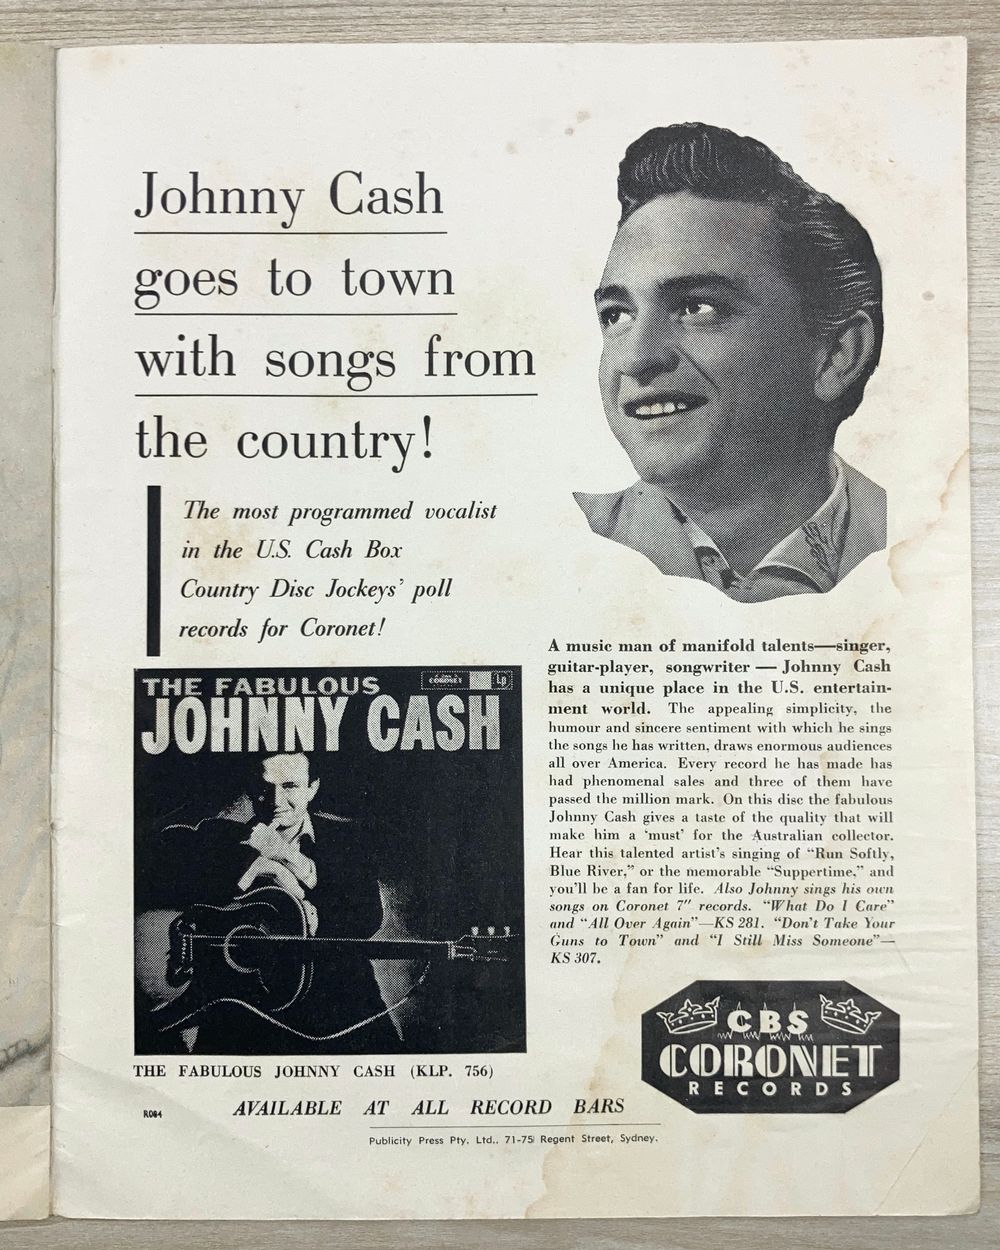 Johnny Cash
goes to town
with songs from
the country!
The most programmed vocalist
in the U.S. Cash Box
Country Disc Jockeys' poll
records for Coronet!
THE FABULOUS
CORONET
Lp
JOHNNY CASH
THE FABULOUS JOHNNY CASH (KLP. 756)
A music man of manifold talents—singer,
guitar-player, songwriter — Johnny Cash
has a unique place in the U.S. entertain-
ment world. The appealing simplicity, the
humour and sincere sentiment with which he sings
the songs he has written, draws enormous audiences
all over America. Every record he has made has
had phenomenal sales and three of them have
passed the million mark. On this disc the fabulous
Johnny Cash gives a taste of the quality that will
make him a 'must' for the Australian collector.
Hear this talented artist's singing of "Run Softly,
Blue River," or the memorable "Suppertime," and
you'll be a fan for life. Also Johnny sings his own
songs on Coronet 7" records. "What Do I Care"
and "All Over Again"—KS 281. "Don't Take Your
Guns to Town" and "I Still Miss Someone"—
KS 307.
CBS
CORONET
RECORDS
R084
AVAILABLE AT ALL RECORD BARS
Publicity Press Pty. Ltd., 71-75 Regent Street, Sydney.